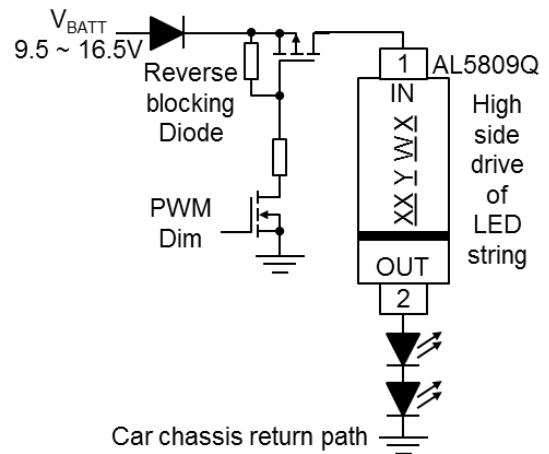 VBATT
9.5 ~ 16.5V
Reverse
blocking
Diode
PWM
Dim
1
AL5809Q
IN
XX Y WX
OUT
2
High
side
drive
of
LED
string
Car chassis return path